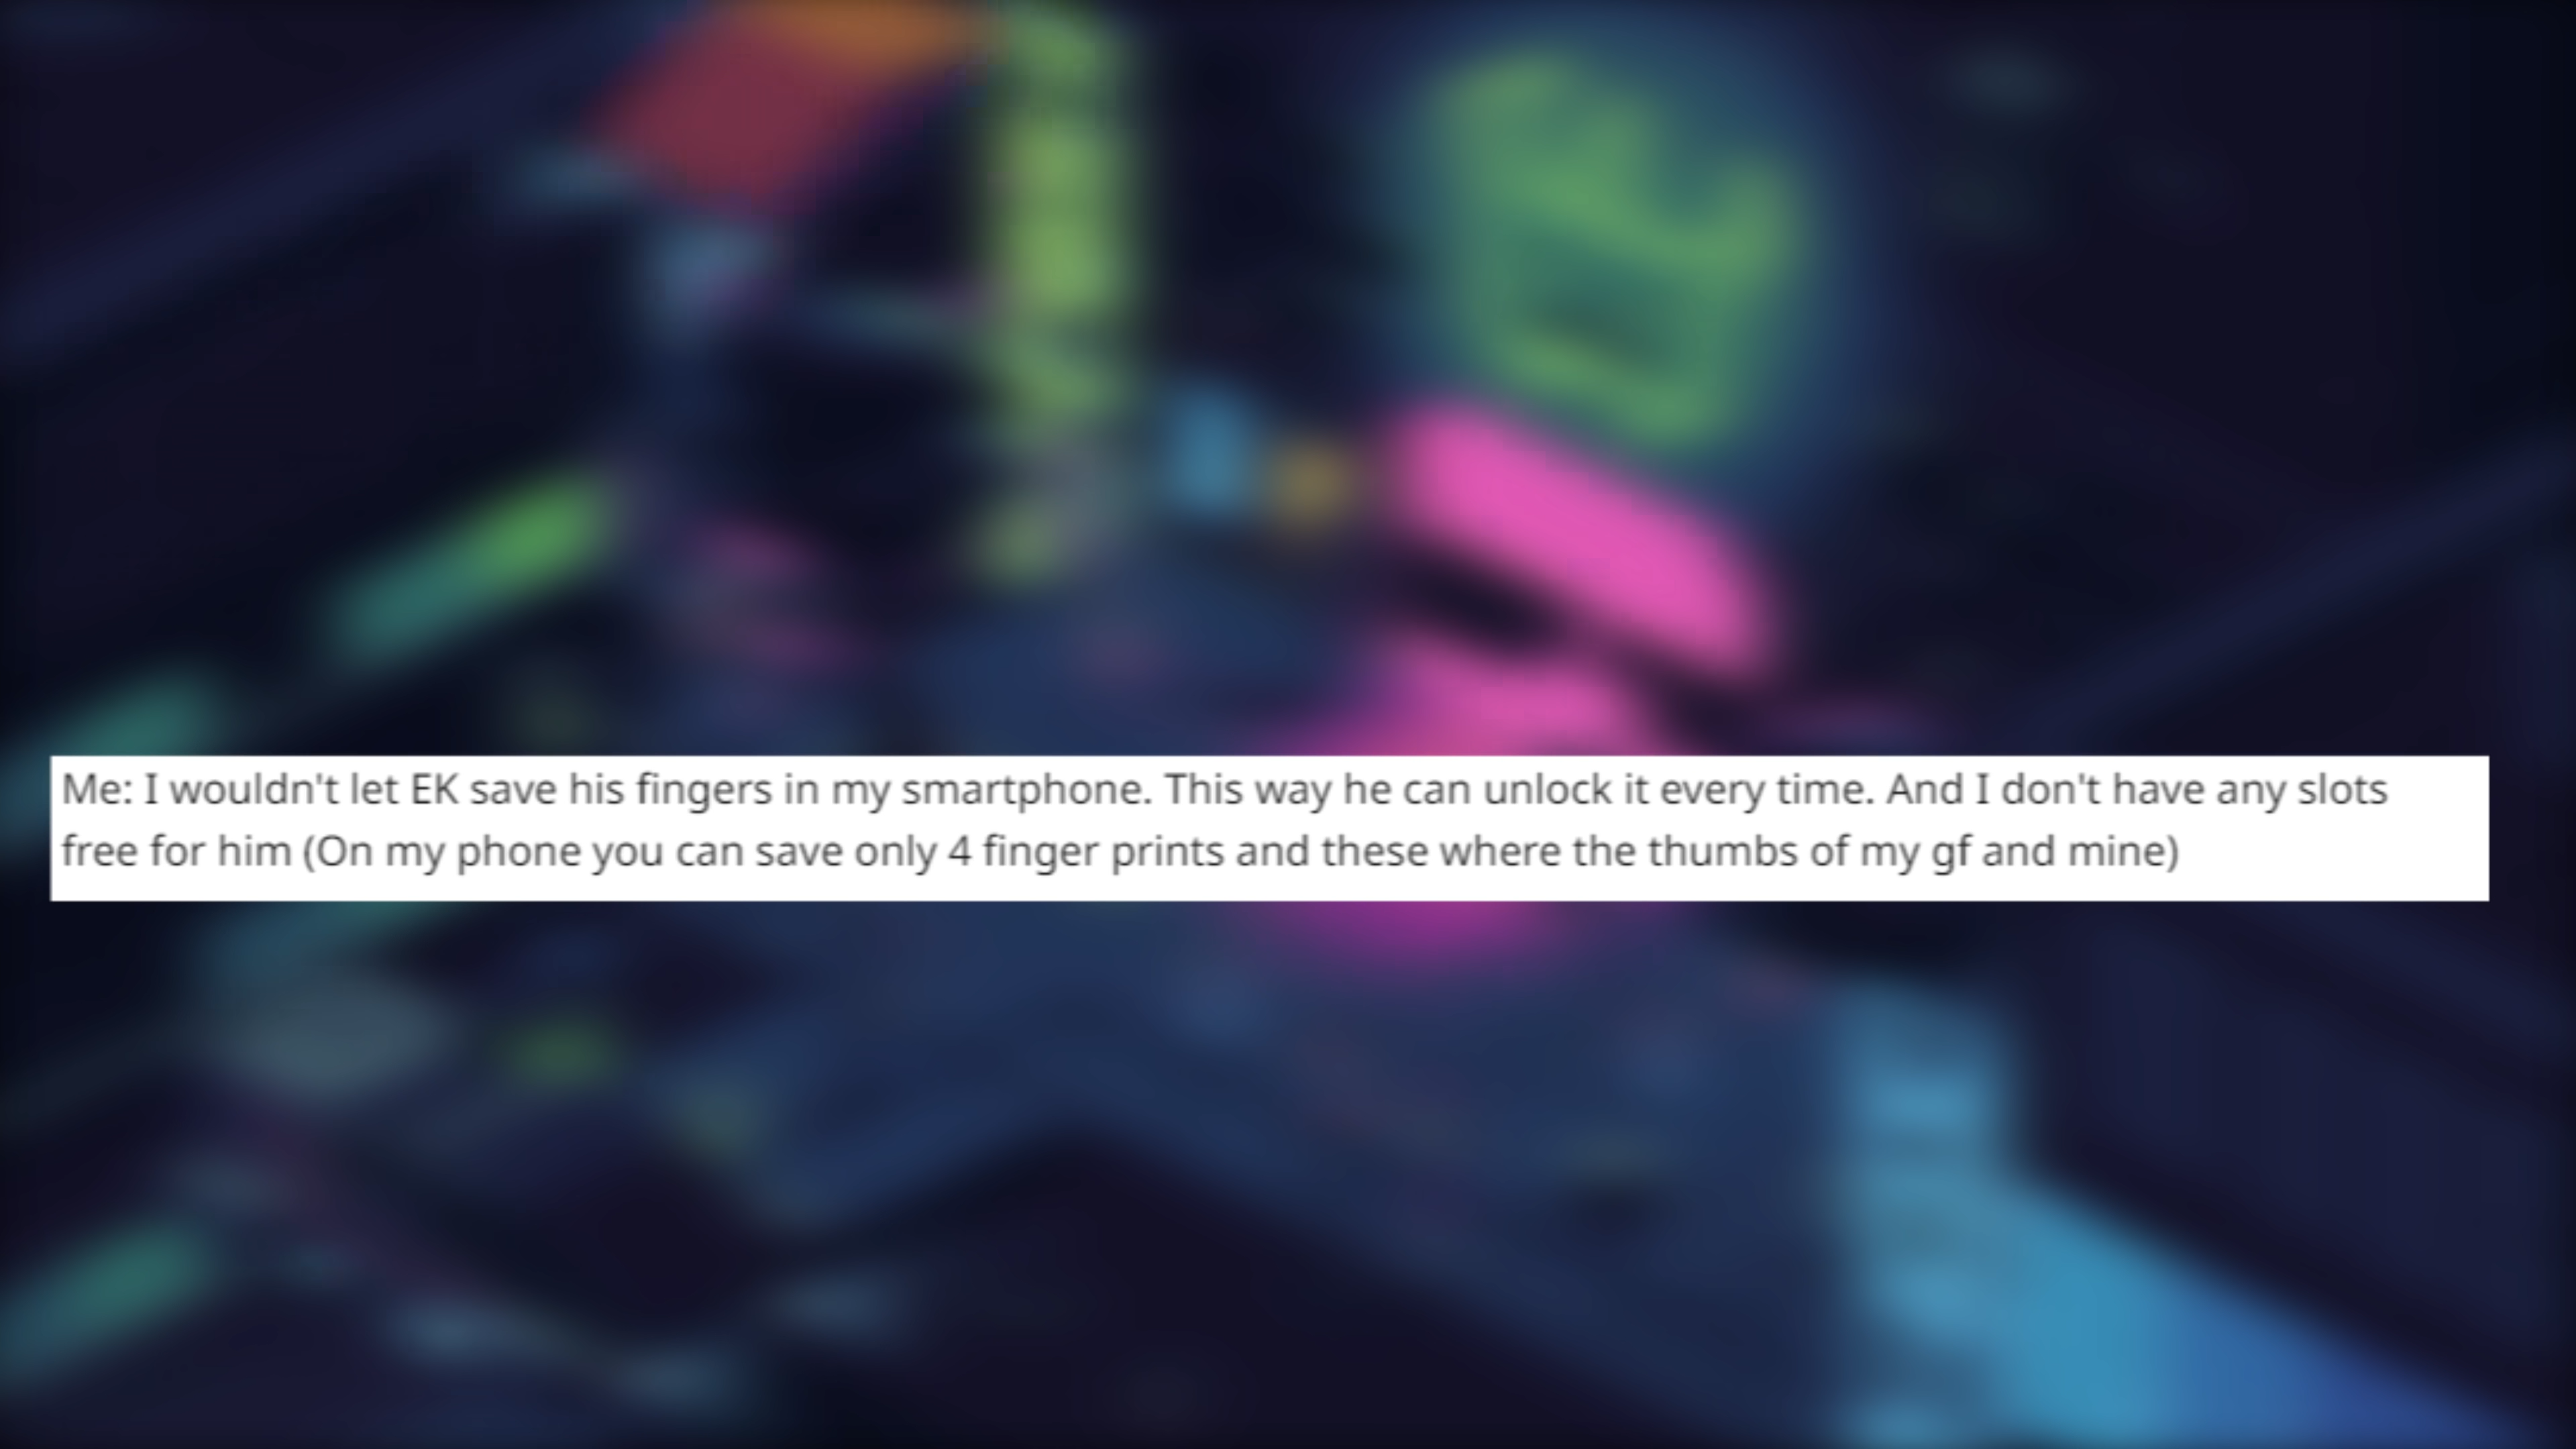 Me: I wouldn't let EK save his fingers in my smartphone. This way he can unlock it every time. And I don't have any slots
free for him (On my phone you can save only 4 finger prints and these where the thumbs of my gf and mine)